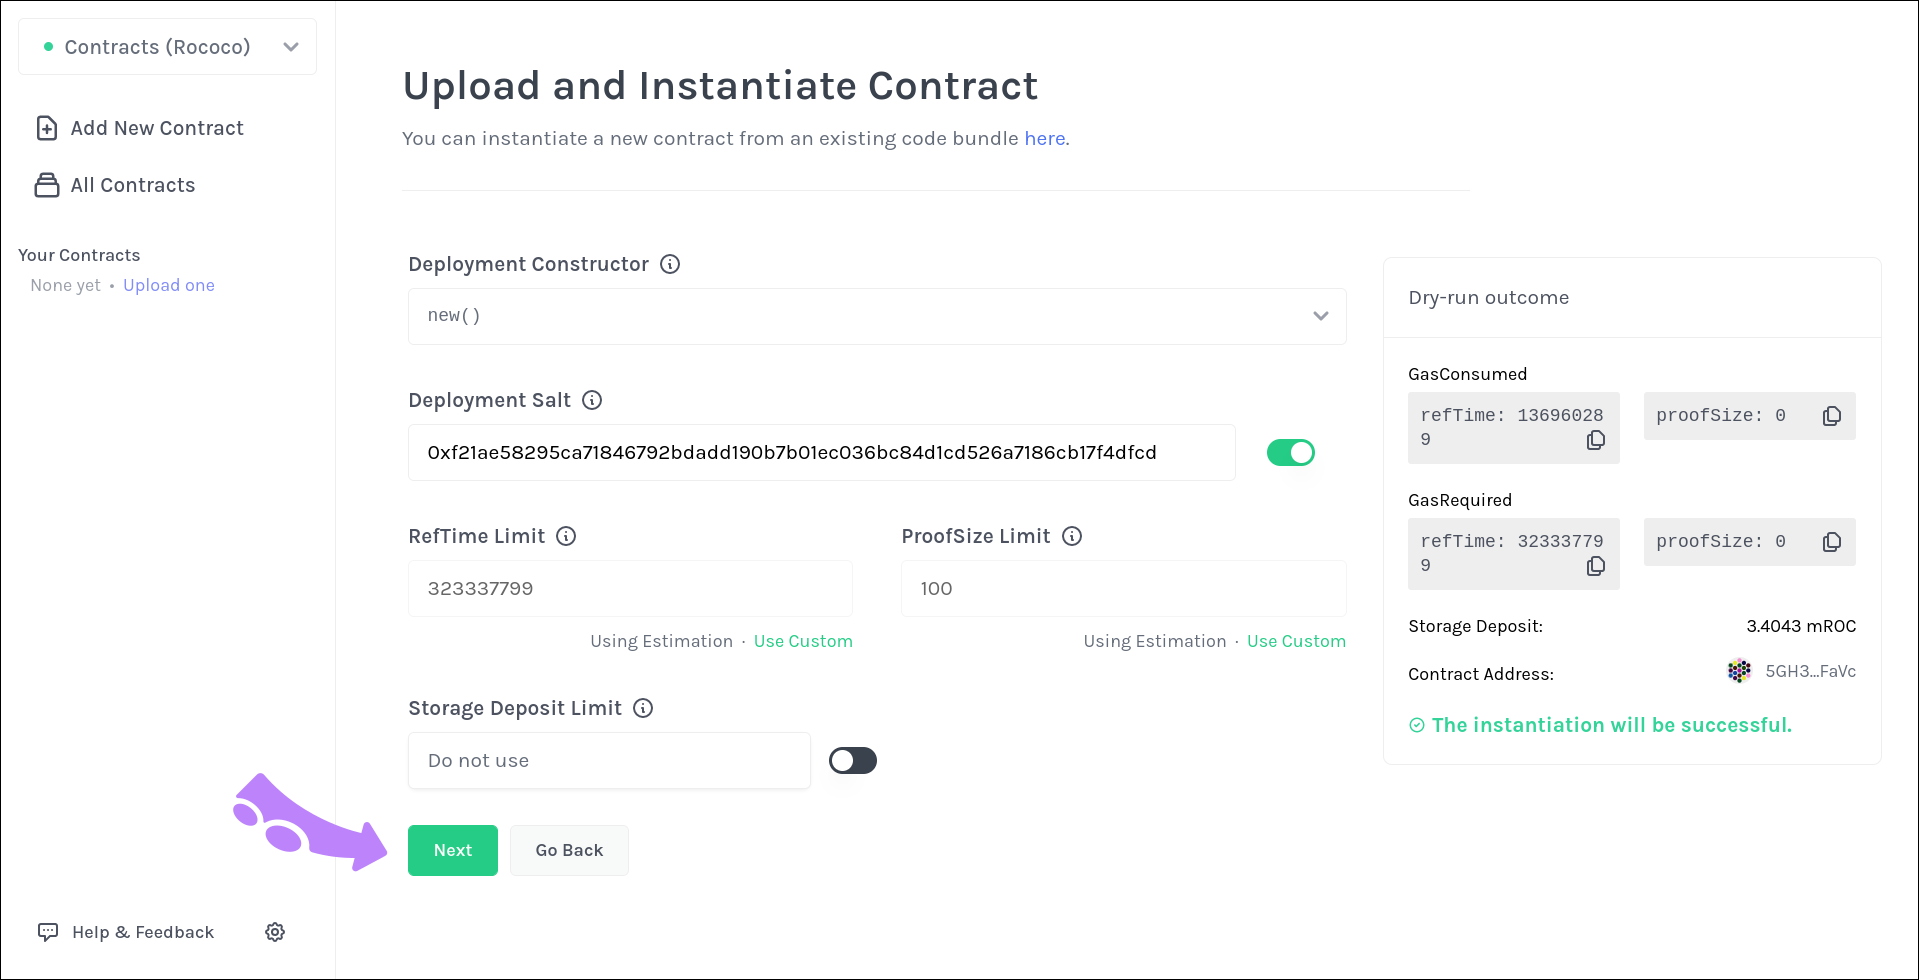 Contracts (Rococo)
Add New Contract
All Contracts
Your Contracts
None yet • Upload one
Help & Feedback
Upload and Instantiate Contract
You can instantiate a new contract from an existing code bundle here.
Deployment Constructor
new()
Deployment Salt
0xf21ae58295ca71846792bdadd190b7b01ec036bc84d1cd526a7186cb17f4dfcd
RefTime Limit
323337799
Using Estimation · Use Custom
ProofSize Limit
100
Using Estimation · Use Custom
Storage Deposit Limit
Do not use
Next
Go Back
Dry-run outcome
GasConsumed
refTime: 13696028
9
proofSize: 0
GasRequired
refTime: 32333779
9
proofSize: 0
Storage Deposit: 3.4043 mROC
Contract Address: 5GH3...FaVc
The instantiation will be successful.